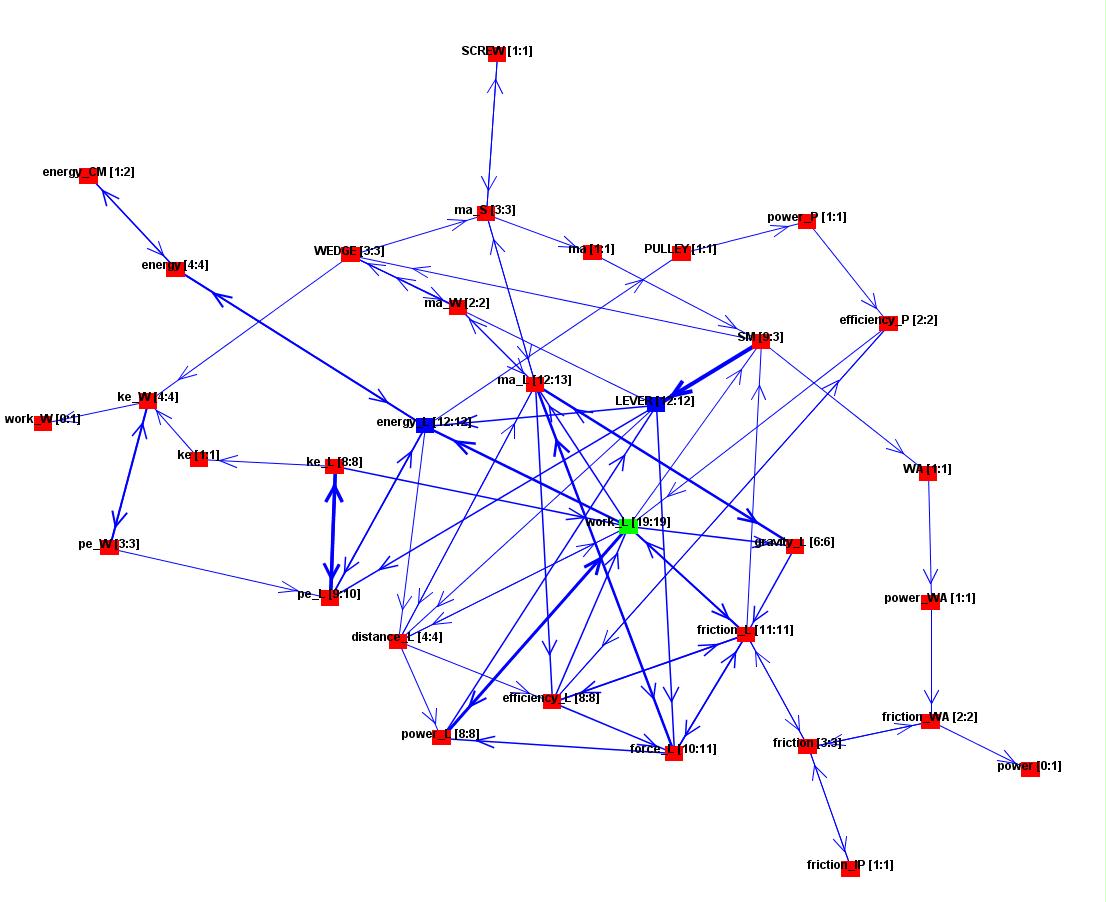 SCREW [1:1]
energy_CM [1:2]
ma_S [3:3]
power_P [1:1]
WEDGE [3:3]
ma [1:1]
PULLEY [1:1]
energy [4:4]
ma_W [2:2]
efficiency_P [2:2]
SM [9:3]
ma_L [12:13]
ke_W [4:4]
LEVER [12:12]
work_W [0:1]
energy_L [12:12]
ke [1:1]
ke_L [8:8]
WA [1:1]
work_L [19:19]
pe_W [3:3]
gravity_L [6:6]
pe_L [9:10]
power_WA [1:1]
distance_L [4:4]
friction_L [11:11]
efficiency_L [8:8]
friction_WA [2:2]
power_L [8:8]
force_L [10:11]
friction [3:3]
power [0:1]
friction_IP [1:1]